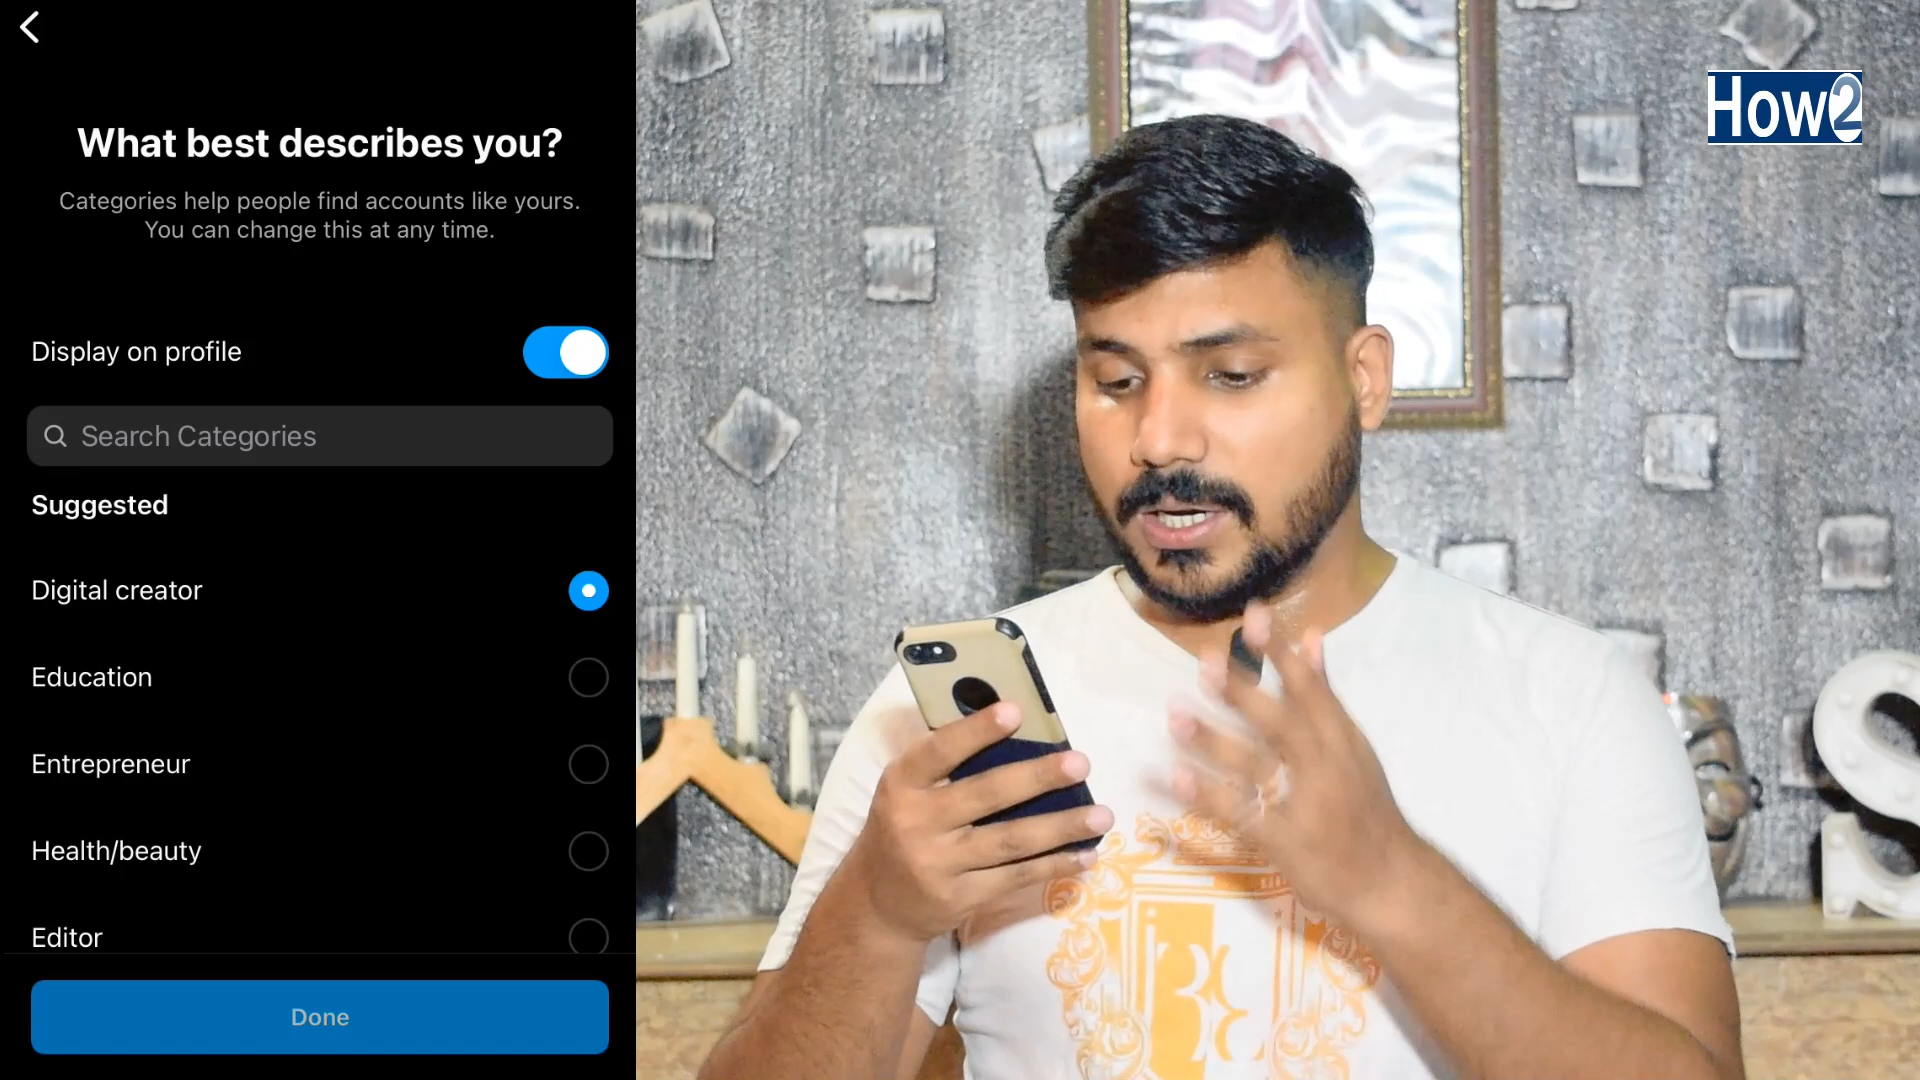 What best describes you?
Categories help people find accounts like yours.
You can change this at any time.
Display on profile
Search Categories
Suggested
Digital creator
Education
Entrepreneur
Health/beauty
Editor
Done
How2
S